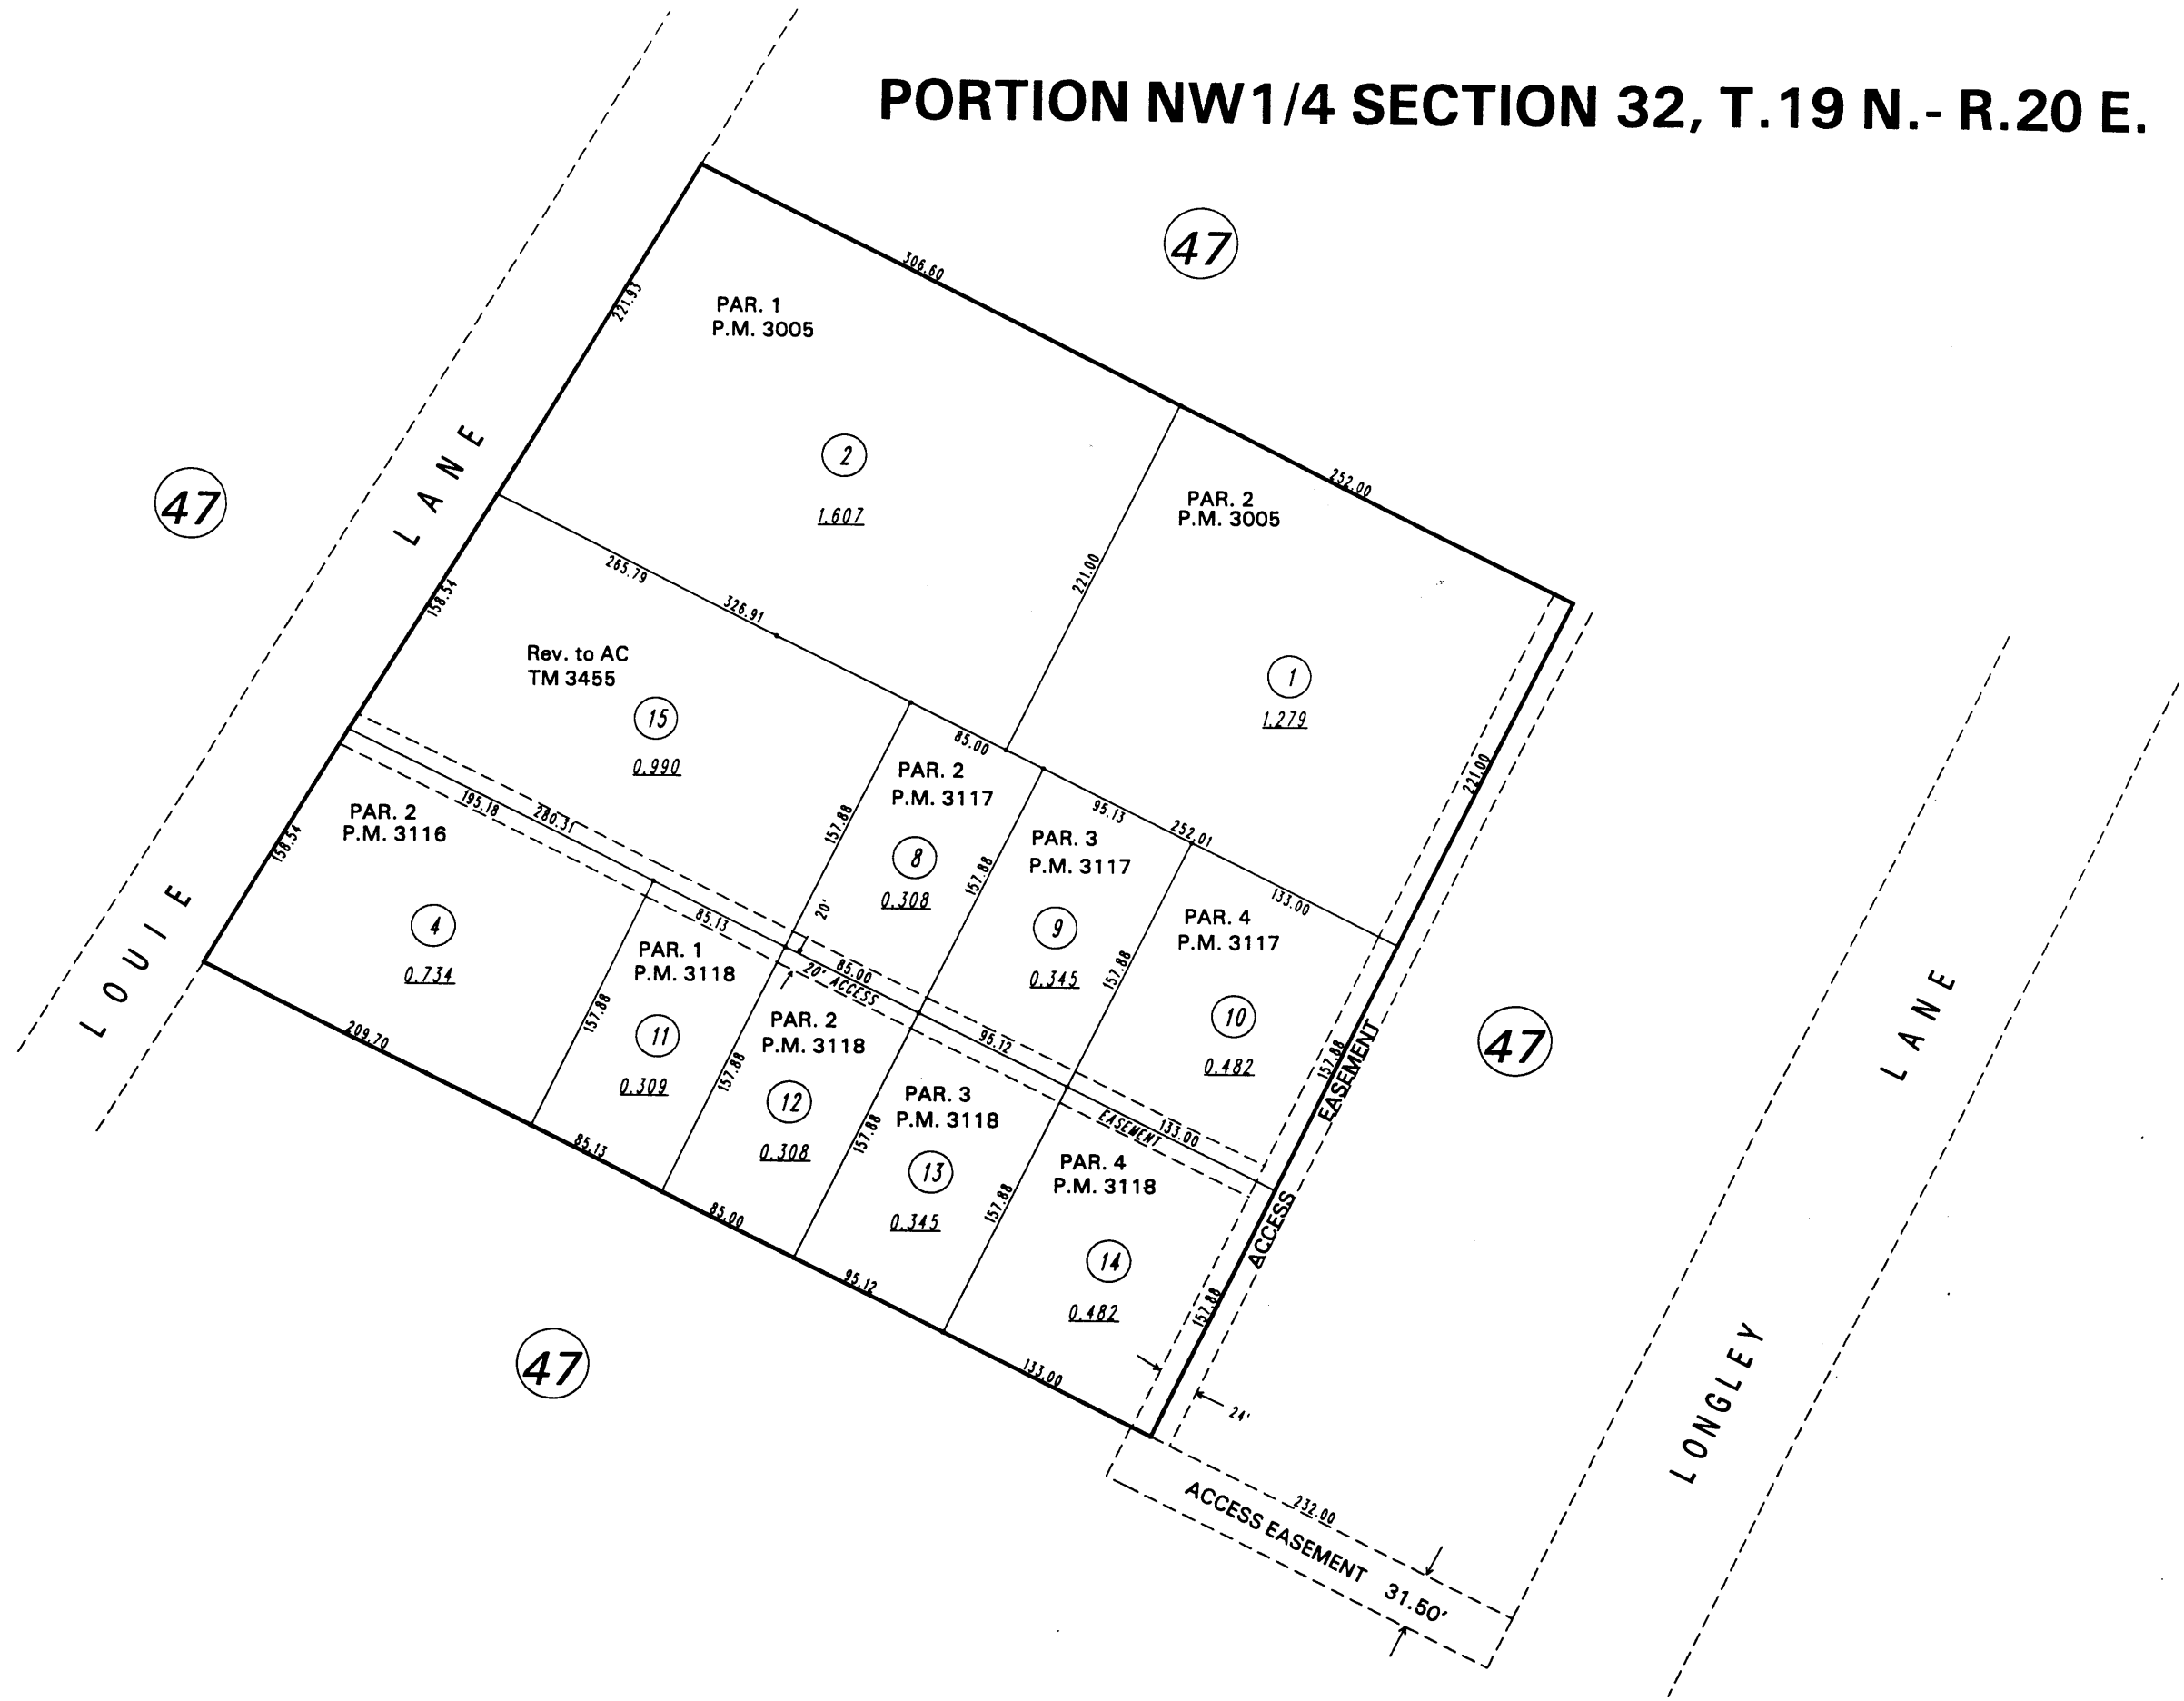 PORTION NW1/4 SECTION 32, T.19 N.- R.20 E.
47
306.60
221.93
PAR. 1
P.M. 3005
2
1.607
252.00
PAR. 2
P.M. 3005
221.00
1
1.279
221.00
47
LANE
158.54
265.79
326.91
Rev. to AC
TM 3455
15
0.990
85.00
PAR. 2
P.M. 3117
157.88
8
0.308
95.13
252.01
PAR. 3
P.M. 3117
157.88
9
0.345
133.00
PAR. 4
P.M. 3117
157.88
10
0.482
157.88
EASEMENT
ACCESS
47
195.18
280.31
PAR. 2
P.M. 3116
158.54
4
0.734
LOUIE
209.70
85.13
20'
PAR. 1
P.M. 3118
157.88
11
0.309
85.13
85.00
20' ACCESS
PAR. 2
P.M. 3118
157.88
12
0.308
85.00
95.12
PAR. 3
P.M. 3118
157.88
13
0.345
95.12
EASEMENT
133.00
PAR. 4
P.M. 3118
157.88
14
0.482
157.88
133.00
24'
47
LANE
LONGLEY
232.00
ACCESS EASEMENT 31.50'